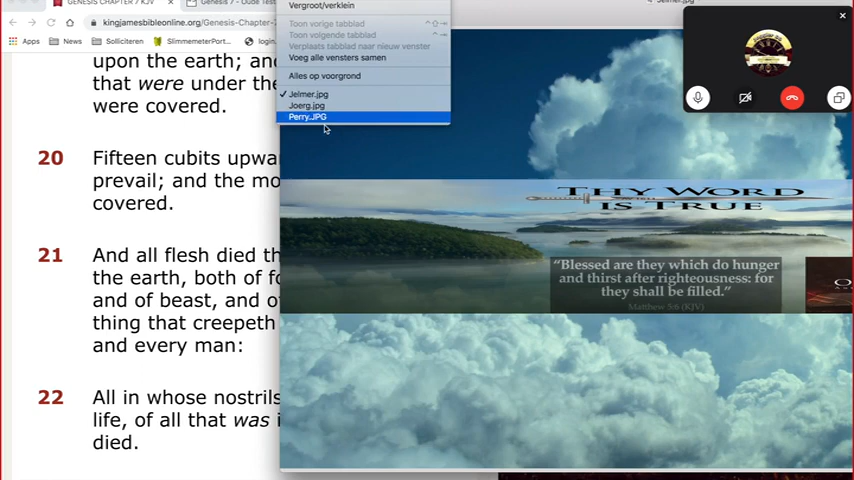 GENESIS CHAPTER 7 KJV
Genesis 7 - Oude Testa
kingjamesbibleonline.org/Genesis-Chapter-7
Apps
News
Solliciteren
SlimmemeterPort...
test
upon the earth; and
that were under the
were covered.
20 Fifteen cubits upwa
prevail; and the mo
covered.
21 And all flesh died th
the earth, both of fo
and of beast, and o
thing that creepeth
and every man:
22 All in whose nostrils
life, of all that was i
died.
Vergroot/verklein
Toon vorige tabblad
Toon volgende tabblad
Verplaats tabblad naar nieuw venster
Voeg alle vensters samen
Alles op voorgrond
✓ Jelmer.jpg
Joerg.jpg
Perry.JPG
Jelmer.jpg
THY WORD
IS TRUE
“Blessed are they which do hunger
and thirst after righteousness: for
they shall be filled.”
Matthew 5:6 (KJV)